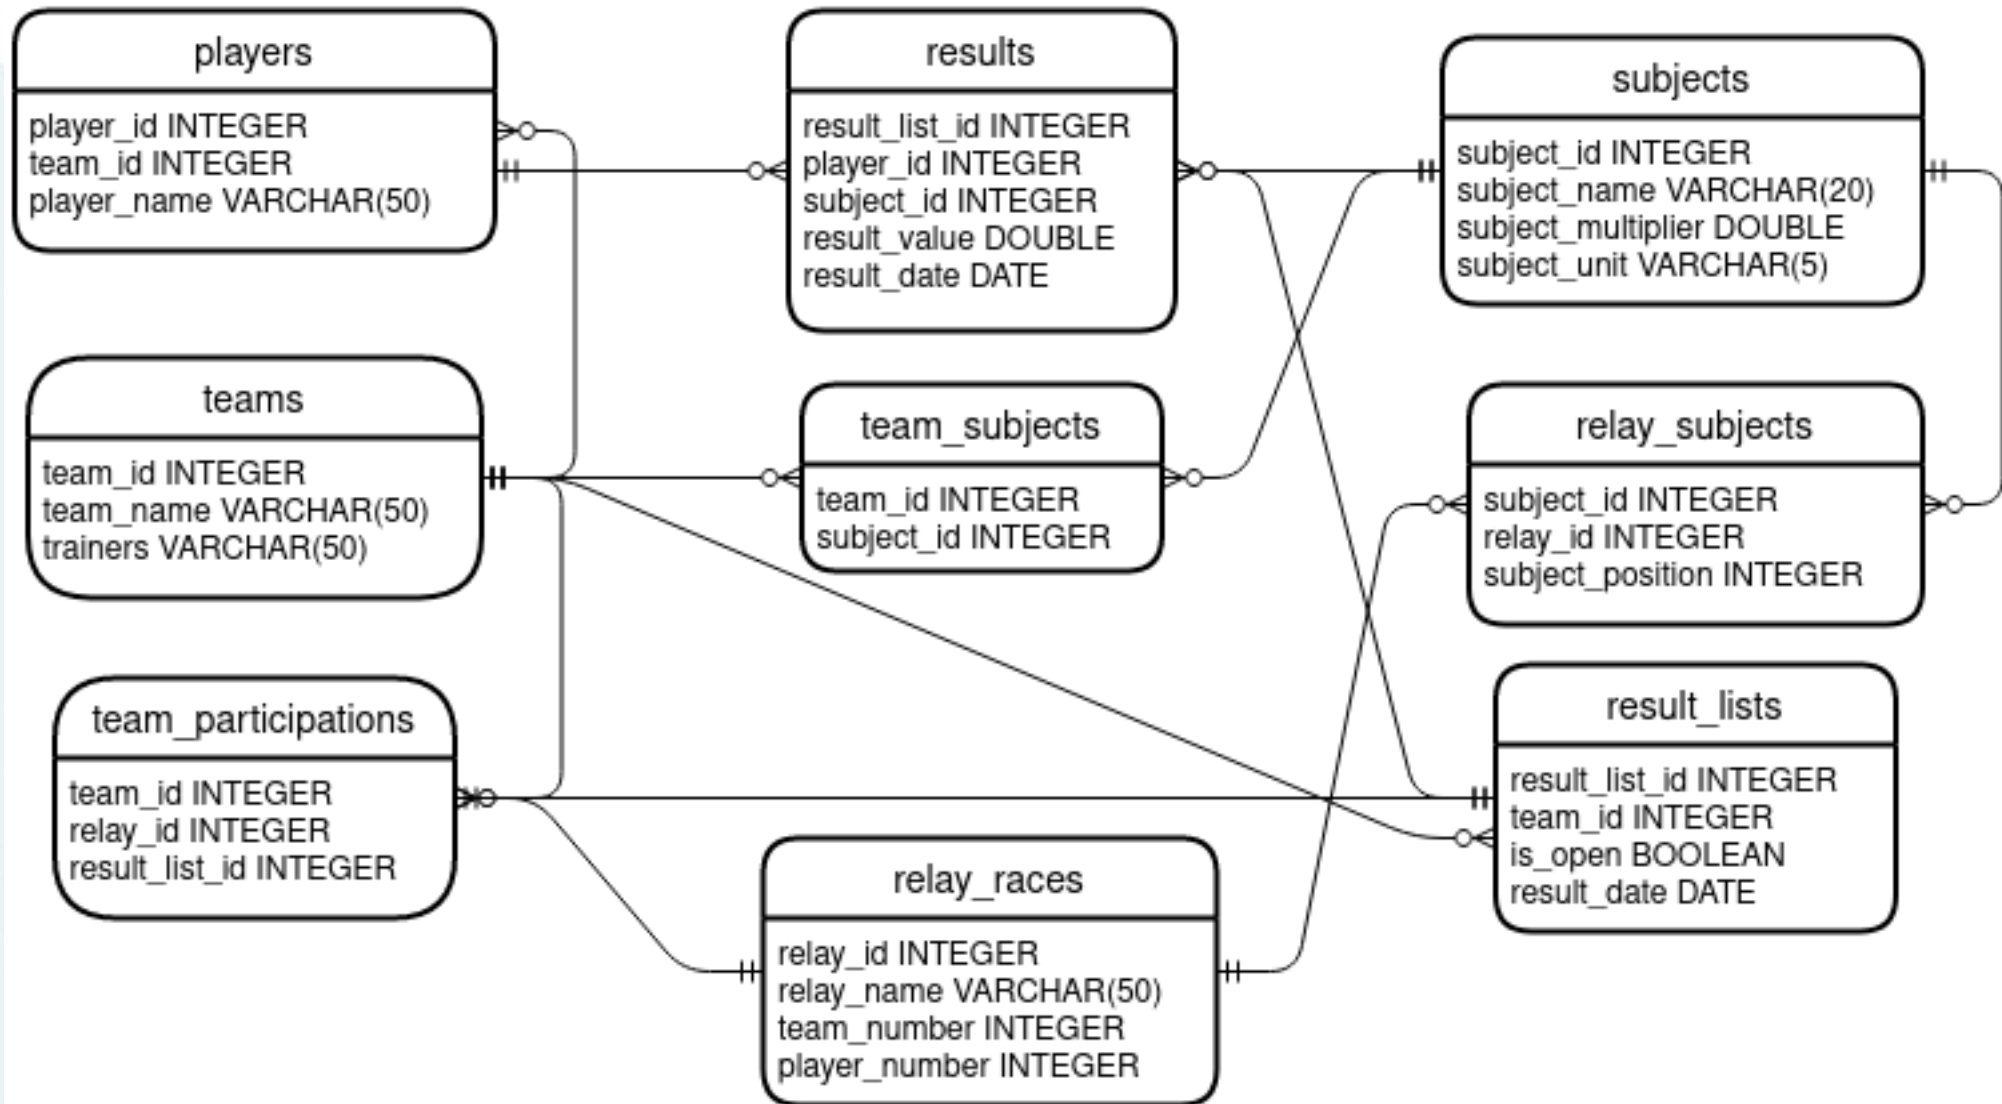 players
player_id INTEGER
team_id INTEGER
player_name VARCHAR(50)
results
result_list_id INTEGER
player_id INTEGER
subject_id INTEGER
result_value DOUBLE
result_date DATE
subjects
subject_id INTEGER
subject_name VARCHAR(20)
subject_multiplier DOUBLE
subject_unit VARCHAR(5)
teams
team_id INTEGER
team_name VARCHAR(50)
trainers VARCHAR(50)
team_subjects
team_id INTEGER
subject_id INTEGER
relay_subjects
subject_id INTEGER
relay_id INTEGER
subject_position INTEGER
team_participations
team_id INTEGER
relay_id INTEGER
result_list_id INTEGER
relay_races
relay_id INTEGER
relay_name VARCHAR(50)
team_number INTEGER
player_number INTEGER
result_lists
result_list_id INTEGER
team_id INTEGER
is_open BOOLEAN
result_date DATE